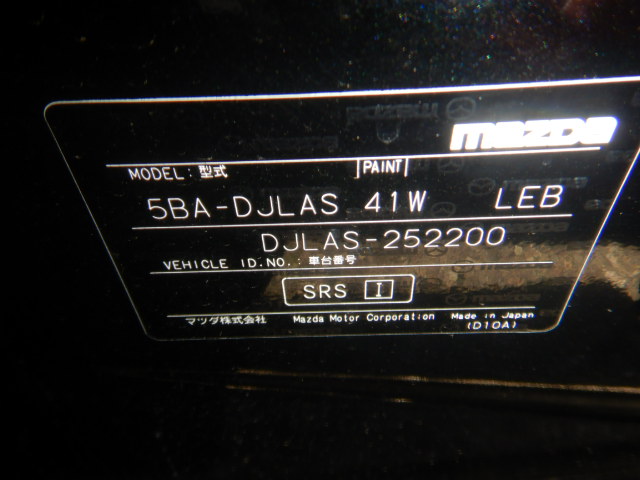 mazda
MODEL: 型式 PAINT
5BA-DJLAS 41W LEB
DJLAS-252200
VEHICLE ID.NO.: 車台番号
SRS I
マツダ株式会社 Mazda Motor Corporation Made in Japan
(D10A)